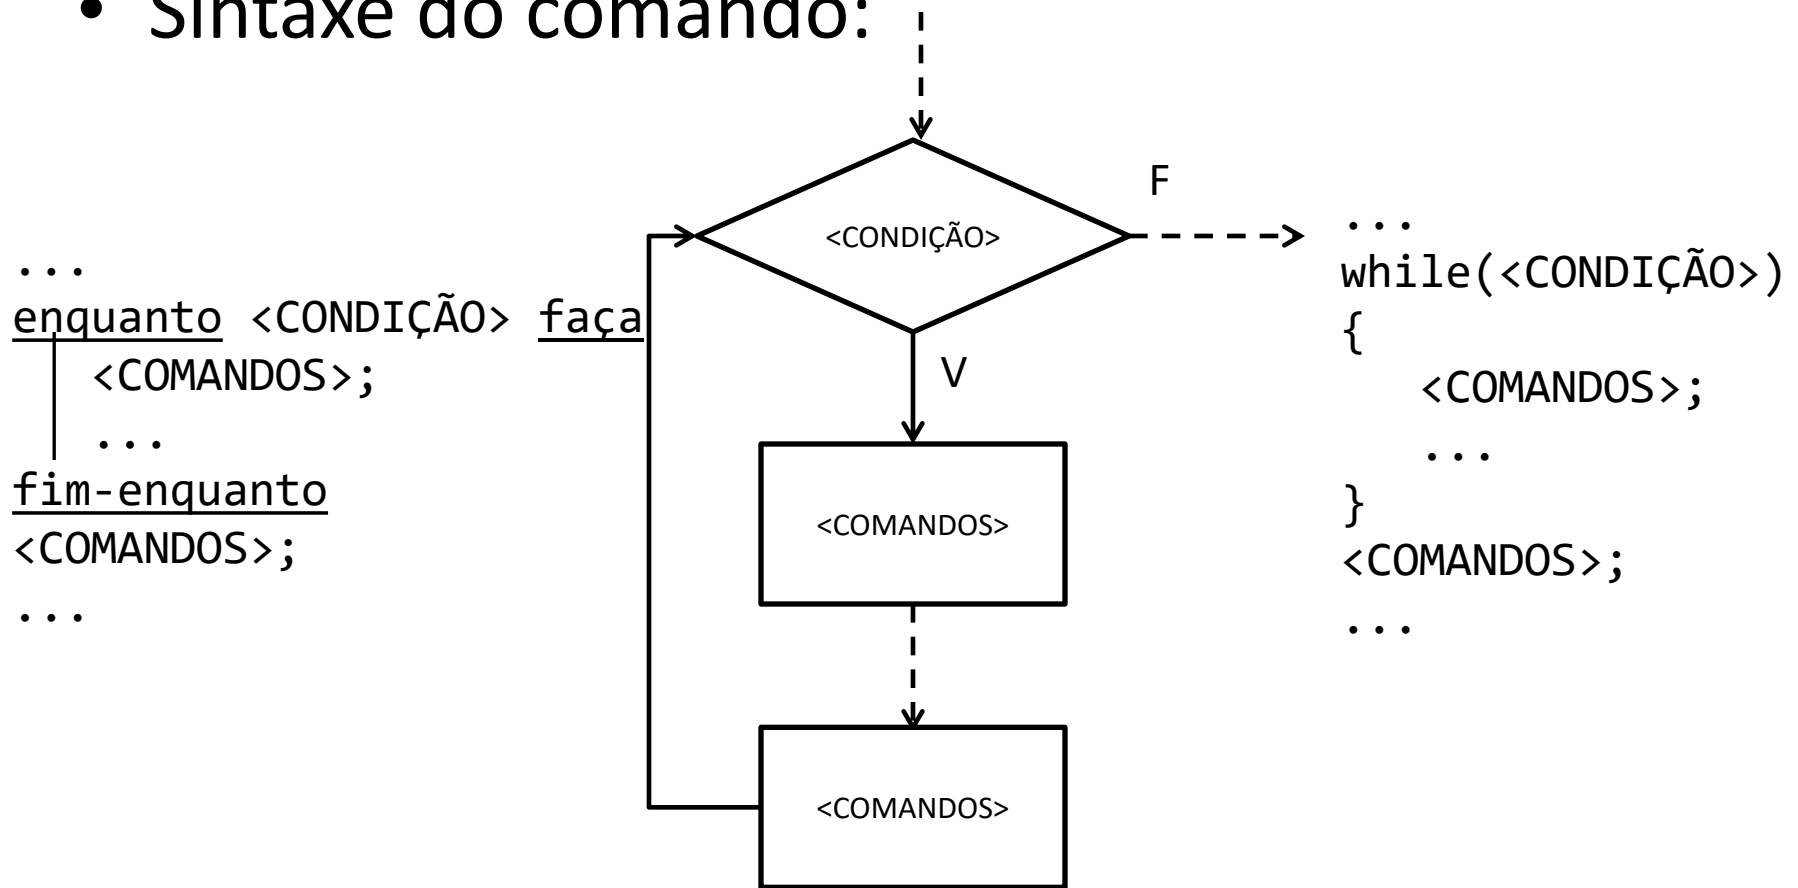 • Sintaxe do comando:
...
enquanto <CONDIÇÃO> faça
<COMANDOS>;
...
fim-enquanto
<COMANDOS>;
...
<CONDIÇÃO>
F
V
<COMANDOS>
<COMANDOS>
...
while(<CONDIÇÃO>)
{
<COMANDOS>;
...
}
<COMANDOS>;
...